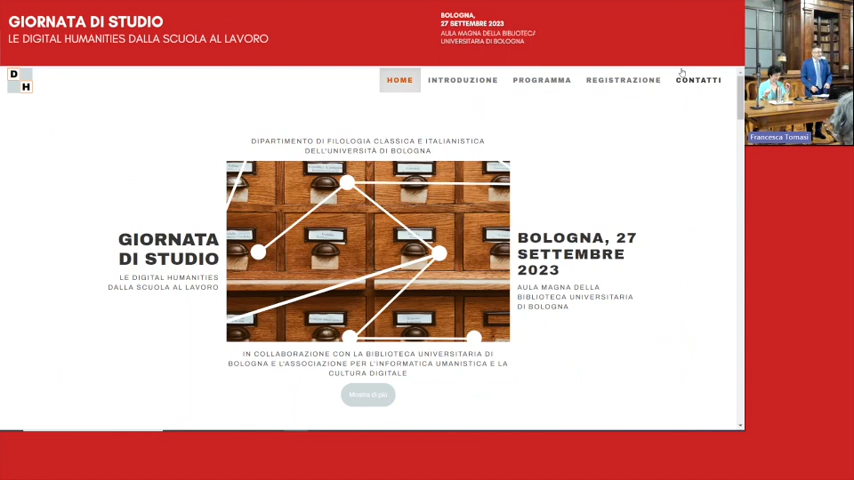 GIORNATA DI STUDIO
LE DIGITAL HUMANITIES DALLA SCUOLA AL LAVORO
BOLOGNA,
27 SETTEMBRE 2023
AULA MAGNA DELLA BIBLIOTECA
UNIVERSITARIA DI BOLOGNA
D
H
HOME
INTRODUZIONE
PROGRAMMA
REGISTRAZIONE
CONTATTI
Francesca Tomasi
DIPARTIMENTO DI FILOLOGIA CLASSICA E ITALIANISTICA
DELL'UNIVERSITÀ DI BOLOGNA
GIORNATA
DI STUDIO
LE DIGITAL HUMANITIES
DALLA SCUOLA AL LAVORO
BOLOGNA, 27
SETTEMBRE
2023
AULA MAGNA DELLA
BIBLIOTECA UNIVERSITARIA
DI BOLOGNA
IN COLLABORAZIONE CON LA BIBLIOTECA UNIVERSITARIA DI
BOLOGNA E L'ASSOCIAZIONE PER L'INFORMATICA UMANISTICA E LA
CULTURA DIGITALE
Mostra di più